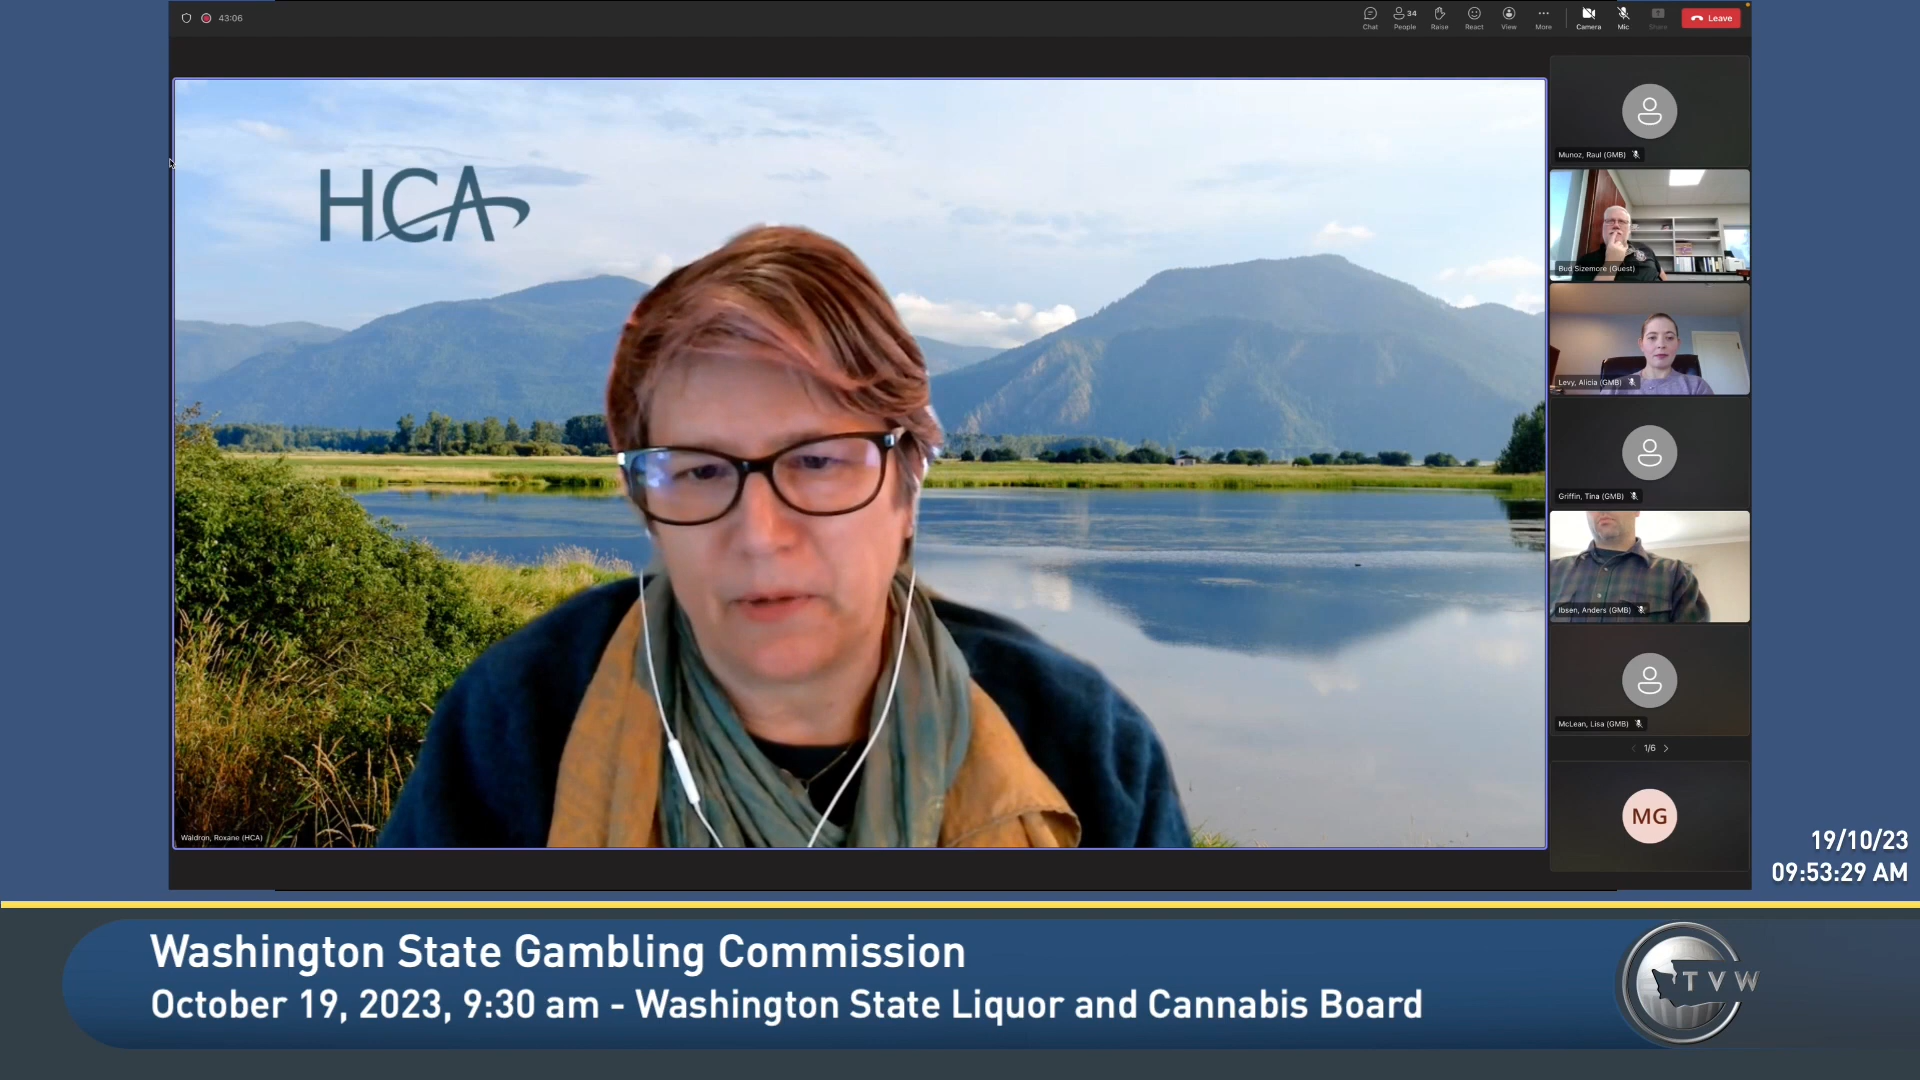 43:06
Chat
People
34
Raise
React
View
More
Camera
Mic
Share
Leave
HCA
Waldron, Roxane (HCA)
Munoz, Raul (GMB)
Bud Sizemore (Guest)
Levy, Alicia (GMB)
Griffin, Tina (GMB)
Ibsen, Anders (GMB)
McLean, Lisa (GMB)
1/6
MG
19/10/23
09:53:29 AM
Washington State Gambling Commission
October 19, 2023, 9:30 am - Washington State Liquor and Cannabis Board
TVW